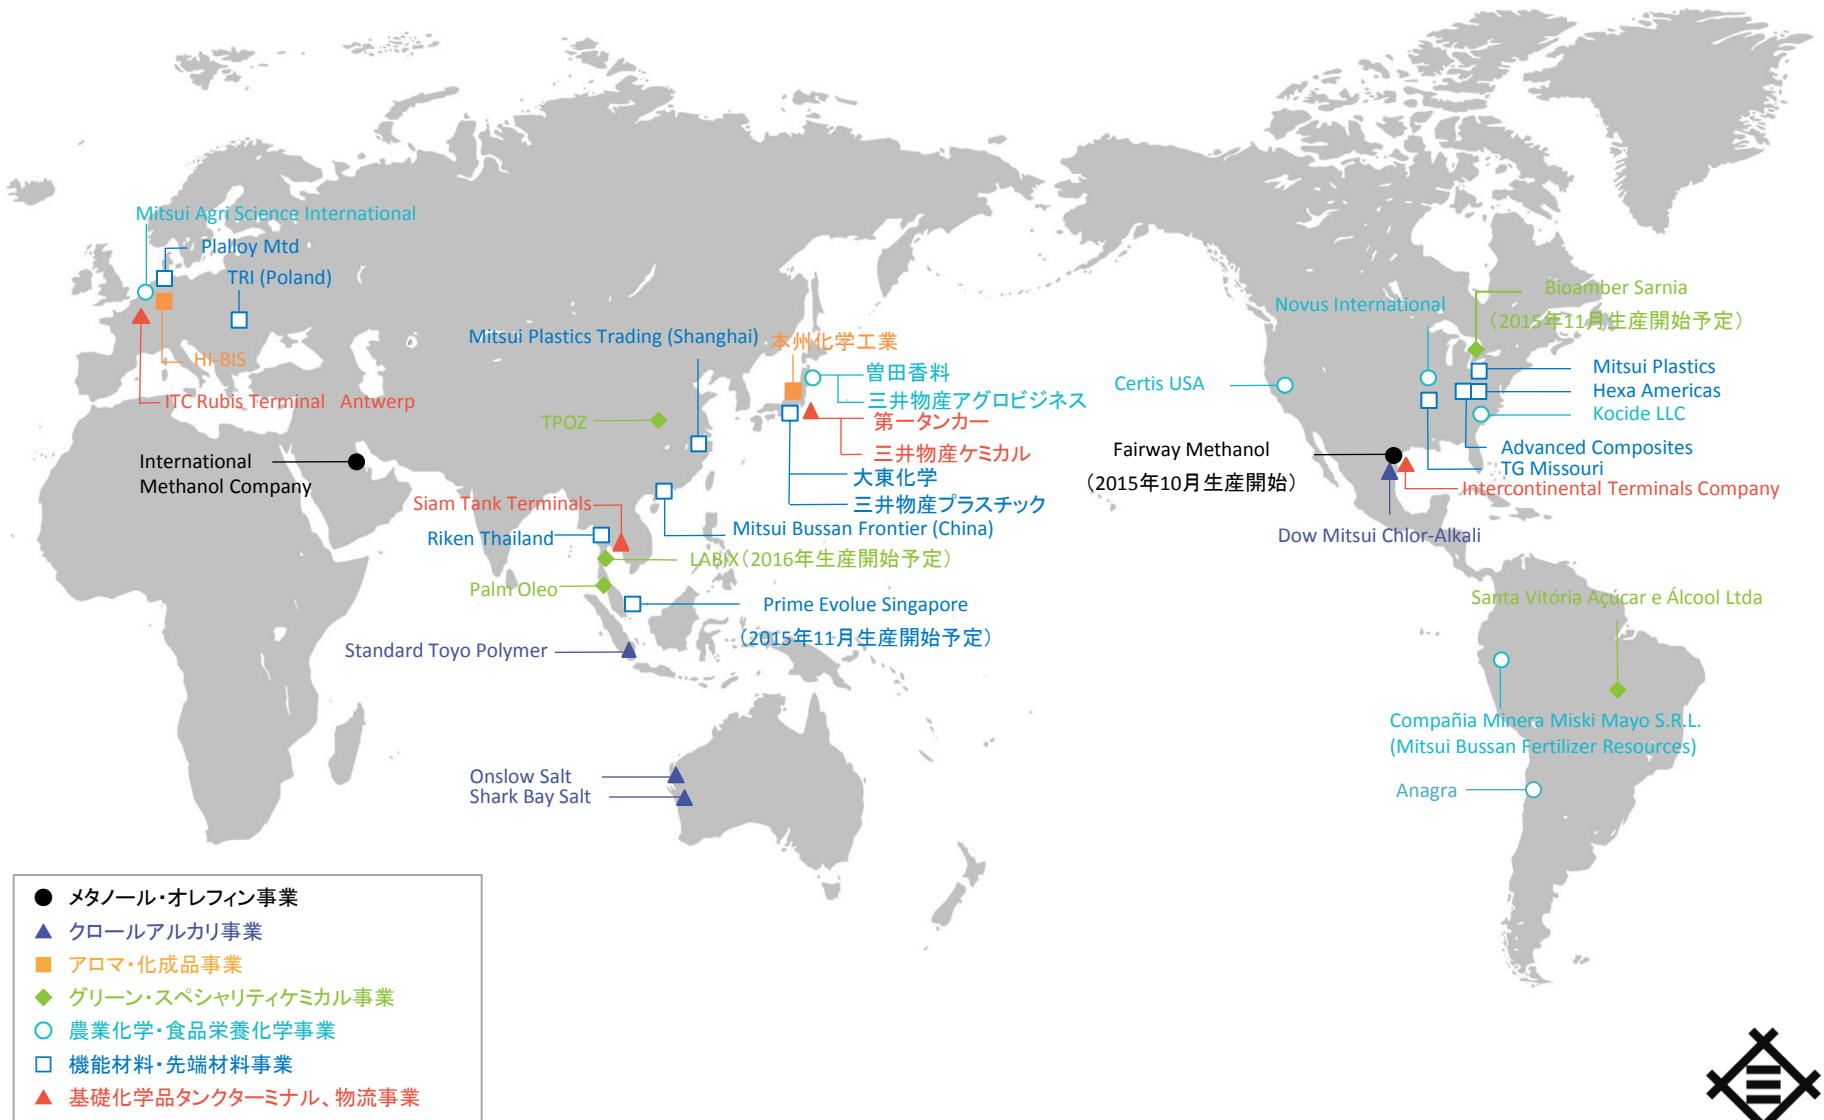 Mitsui Agri Science International
Plalloy Mtd
TRI (Poland)
HI-BIS
ITC Rubis Terminal Antwerp
International
Methanol Company
Mitsui Plastics Trading (Shanghai)
本州化学工業
曽田香料
三井物産アグロビジネス
第一タンカー
三井物産ケミカル
大東化学
三井物産プラスチック
TPOZ
Siam Tank Terminals
Riken Thailand
Mitsui Bussan Frontier (China)
LABIX(2016年生産開始予定)
Palm Oleo
Prime Evolue Singapore
(2015年11月生産開始予定)
Standard Toyo Polymer
Onslow Salt
Shark Bay Salt
Novus International
Bioamber Sarnia
(2015年11月生産開始予定)
Certis USA
Mitsui Plastics
Hexa Americas
Kocide LLC
Fairway Methanol
(2015年10月生産開始)
Advanced Composites
TG Missouri
Intercontinental Terminals Company
Dow Mitsui Chlor-Alkali
Santa Vitória Açúcar e Álcool Ltda
Compañia Minera Miski Mayo S.R.L.
(Mitsui Bussan Fertilizer Resources)
Anagra
メタノール・オレフィン事業
クロールアルカリ事業
アロマ・化成品事業
グリーン・スペシャリティケミカル事業
農業化学・食品栄養化学事業
機能材料・先端材料事業
基礎化学品タンクターミナル、物流事業